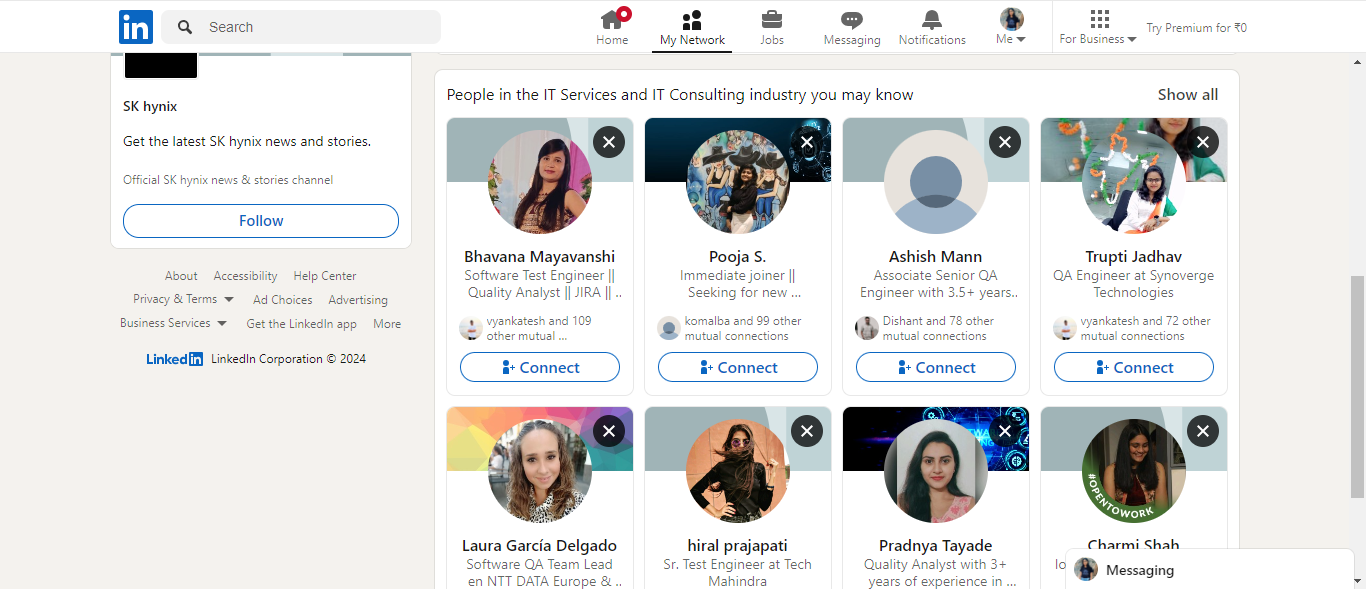 in
Search
Home
My Network
Jobs
Messaging
Notifications
Me
For Business
Try Premium for ₹0
SK hynix
Get the latest SK hynix news and stories.
Official SK hynix news & stories channel
Follow
About Accessibility Help Center
Privacy & Terms Ad Choices Advertising
Business Services Get the LinkedIn app More
LinkedIn LinkedIn Corporation © 2024
People in the IT Services and IT Consulting industry you may know
Show all
Bhavana Mayavanshi
Software Test Engineer ||
Quality Analyst || JIRA || ..
vyankatesh and 109
other mutual ...
Connect
Pooja S.
Immediate joiner ||
Seeking for new ...
komalba and 99 other
mutual connections
Connect
Ashish Mann
Associate Senior QA
Engineer with 3.5+ years..
Dishant and 78 other
mutual connections
Connect
Trupti Jadhav
QA Engineer at Synoverge
Technologies
vyankatesh and 72 other
mutual connections
Connect
Laura García Delgado
Software QA Team Lead
en NTT DATA Europe & ..
hiral prajapati
Sr. Test Engineer at Tech
Mahindra
Pradnya Tayade
Quality Analyst with 3+
years of experience in ...
#OPENTOWORK
Charmi Shah
Messaging